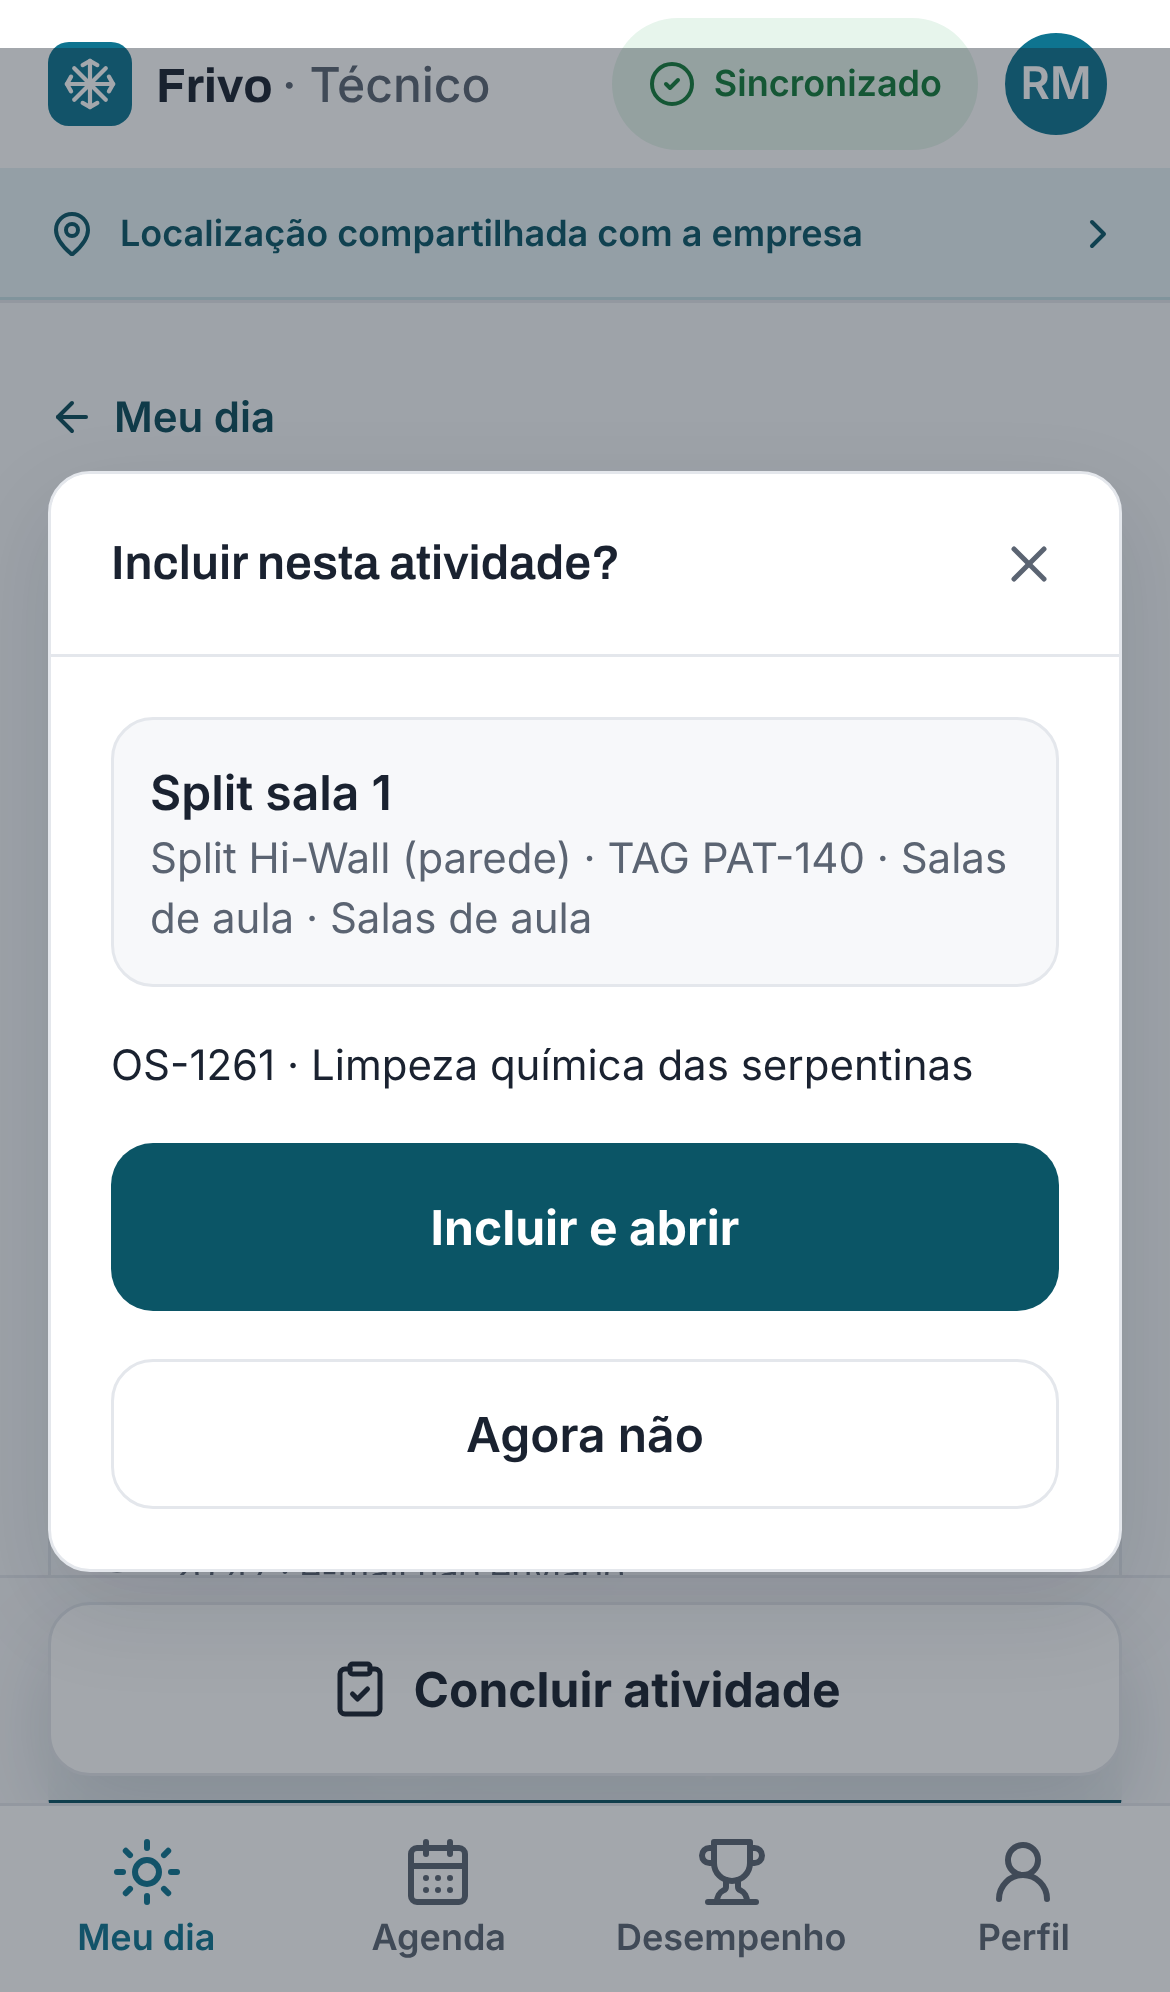 Frivo · Técnico
Sincronizado
RM
Localização compartilhada com a empresa
Meu dia
Incluir nesta atividade?
Split sala 1
Split Hi-Wall (parede) · TAG PAT-140 · Salas
de aula · Salas de aula
OS-1261 · Limpeza química das serpentinas
Incluir e abrir
Agora não
Concluir atividade
Meu dia
Agenda
Desempenho
Perfil